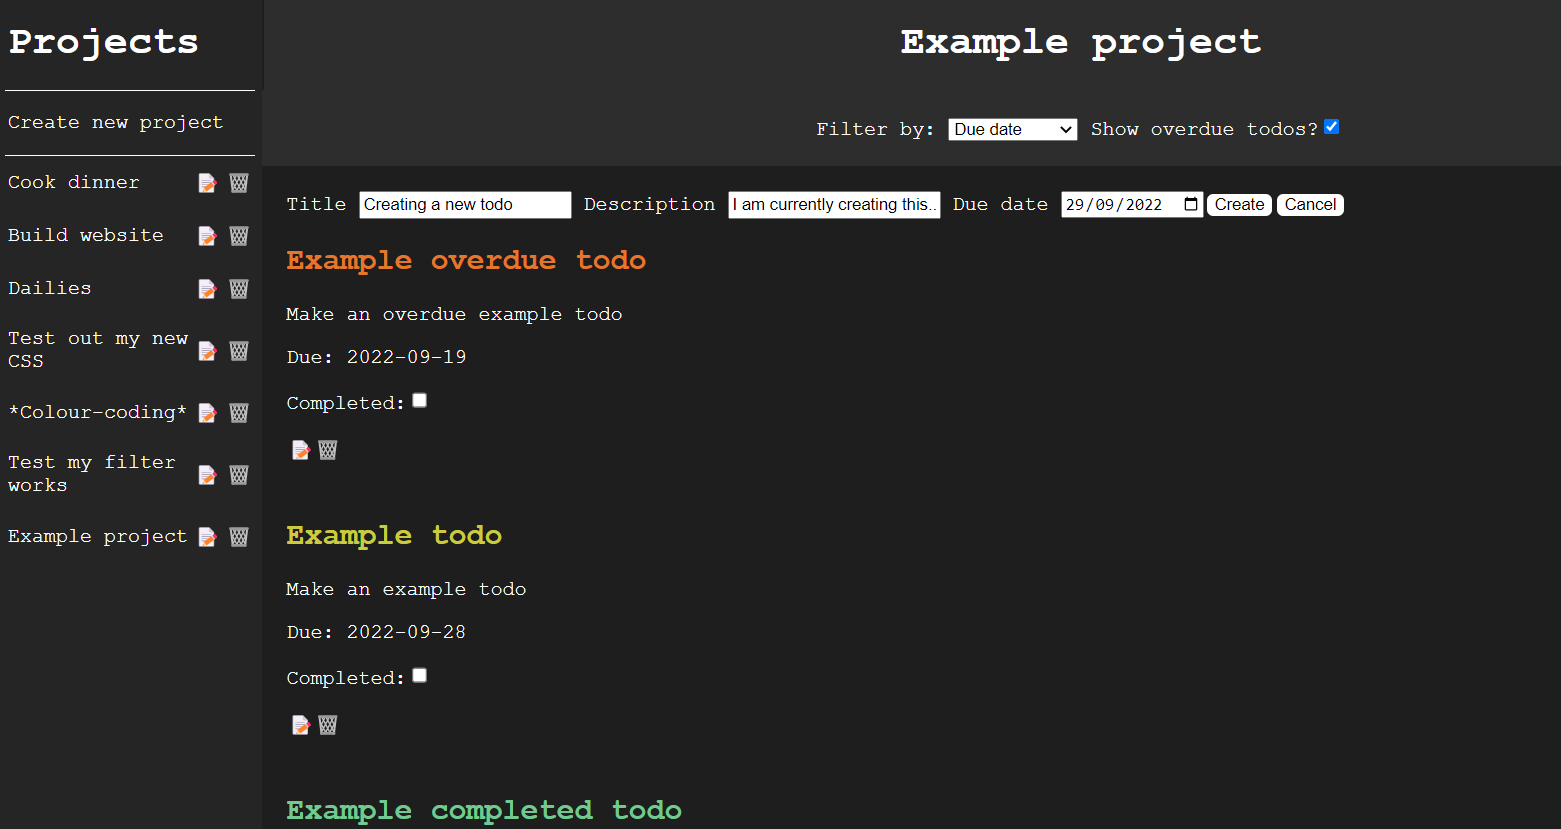 Projects
Create new project
Cook dinner
Build website
Dailies
Test out my new
CSS
*Colour-coding*
Test my filter
works
Example project
Example project
Filter by: Due date Show overdue todos?
Title Creating a new todo Description I am currently creating this.. Due date 29/09/2022 Create Cancel
Example overdue todo
Make an overdue example todo
Due: 2022-09-19
Completed:
Example todo
Make an example todo
Due: 2022-09-28
Completed:
Example completed todo